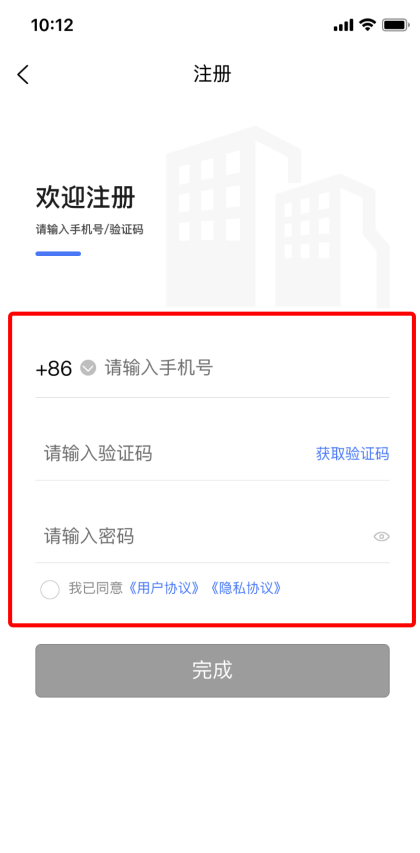 10:12
注册
欢迎注册
请输入手机号/验证码
+86 请输入手机号
请输入验证码 获取验证码
请输入密码
我已同意《用户协议》《隐私协议》
完成